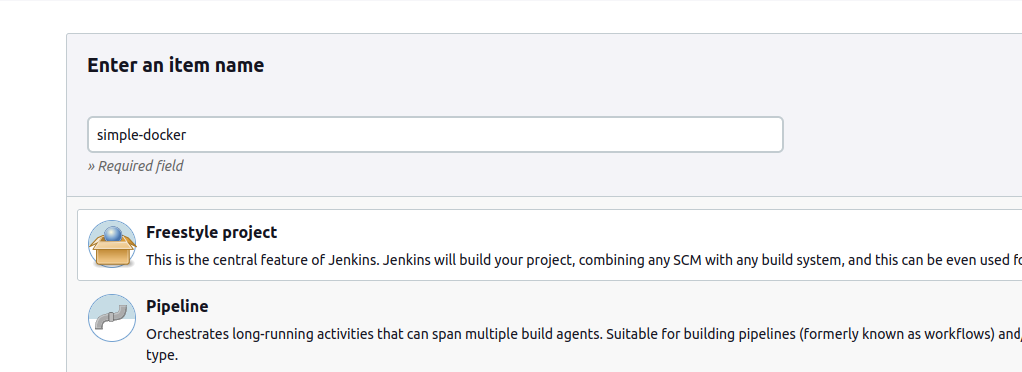 Enter an item name
simple-docker
» Required field
Freestyle project
This is the central feature of Jenkins. Jenkins will build your project, combining any SCM with any build system, and this can be even used
Pipeline
Orchestrates long-running activities that can span multiple build agents. Suitable for building pipelines (formerly known as workflows) and
type.